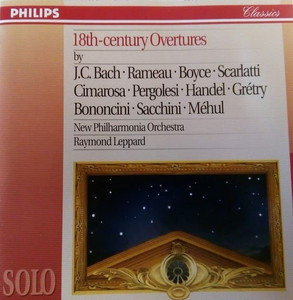 PHILIPS Classics
18th-century Overtures
by
J.C. Bach · Rameau · Boyce · Scarlatti
Cimarosa · Pergolesi · Handel · Grétry
Bononcini · Sacchini · Méhul
New Philharmonia Orchestra
Raymond Leppard
SOLO